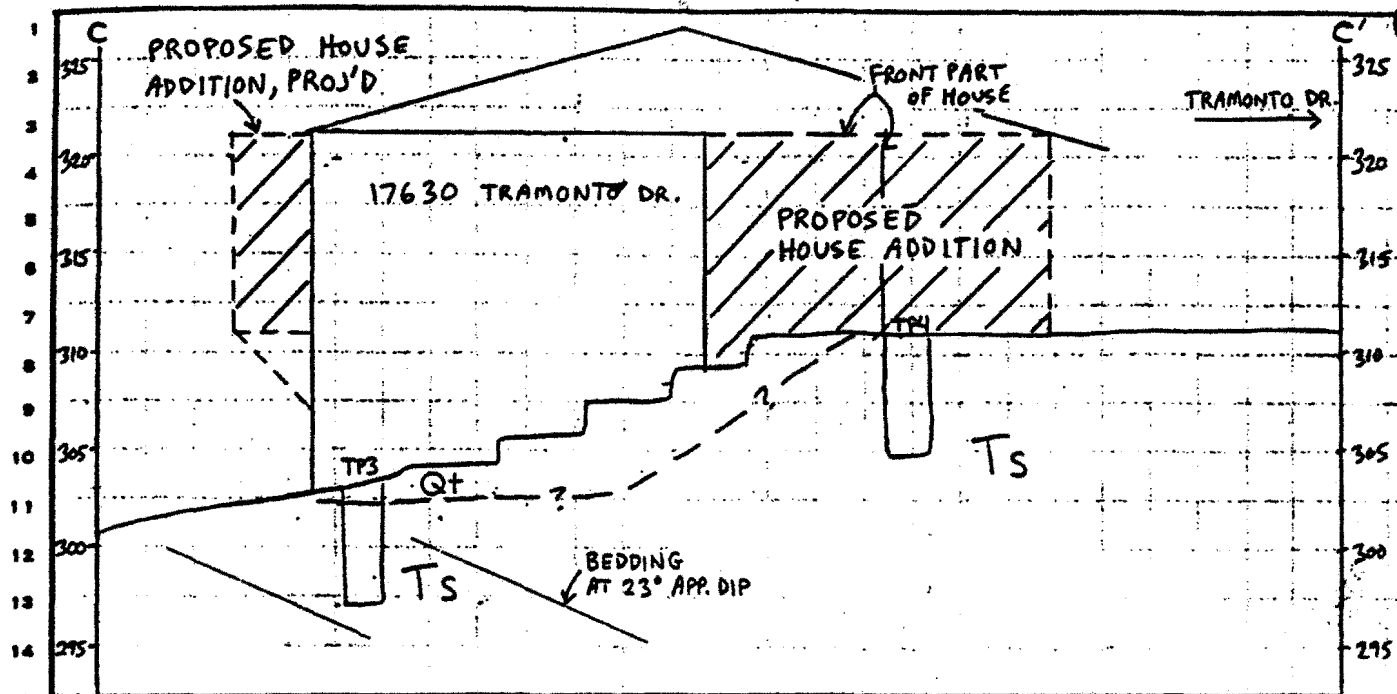 C
C'
PROPOSED HOUSE
ADDITION, PROJ'D.
FRONT PART
OF HOUSE
TRAMONTO DR.
17630 TRAMONTO DR.
PROPOSED
HOUSE ADDITION
TP4
TP3
Qt
Ts
Ts
?
?
BEDDING
AT 23° APP. DIP
1
2
3
4
5
6
7
8
9
10
11
12
13
14
325
320
315
310
305
300
295
325
320
315
310
305
300
295